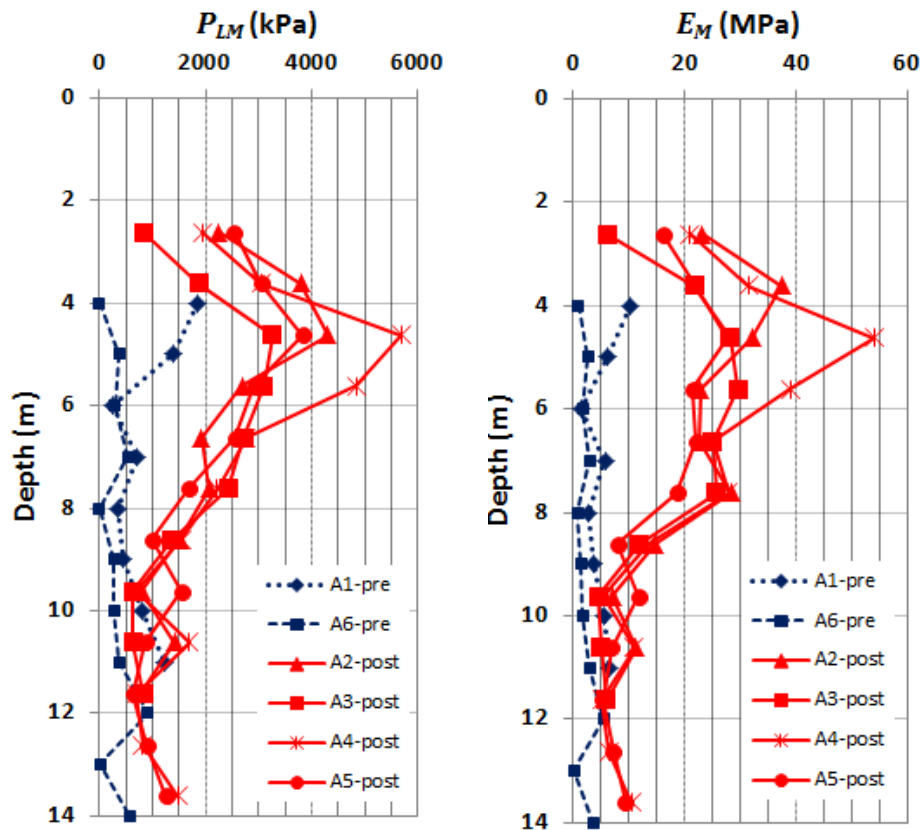 P_LM (kPa)
0 2000 4000 6000
0
2
4
6
8
10
12
14
Depth (m)
A1-pre
A6-pre
A2-post
A3-post
A4-post
A5-post
E_M (MPa)
0 20 40 60
0
2
4
6
8
10
12
14
Depth (m)
A1-pre
A6-pre
A2-post
A3-post
A4-post
A5-post